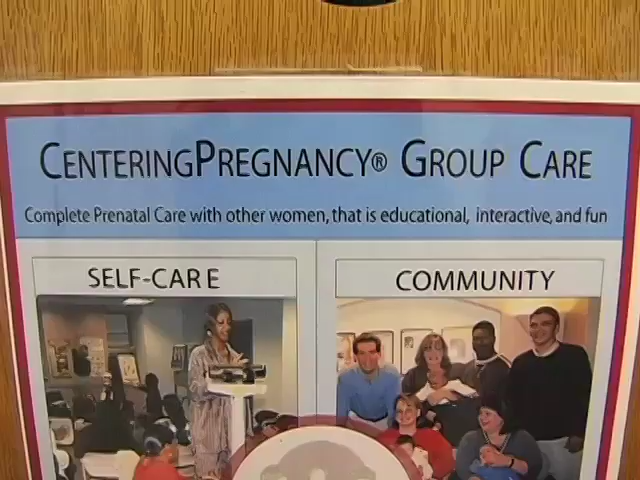 CENTERINGPREGNANCY® GROUP CARE
Complete Prenatal Care with other women, that is educational, interactive, and fun
SELF-CARE
COMMUNITY